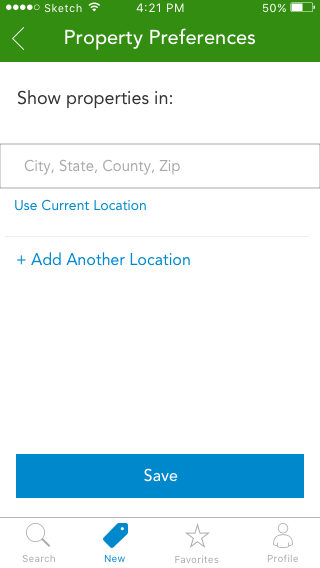 Sketch 4:21 PM 50%
Property Preferences
Show properties in:
City, State, County, Zip
Use Current Location
+ Add Another Location
Save
Search New Favorites Profile